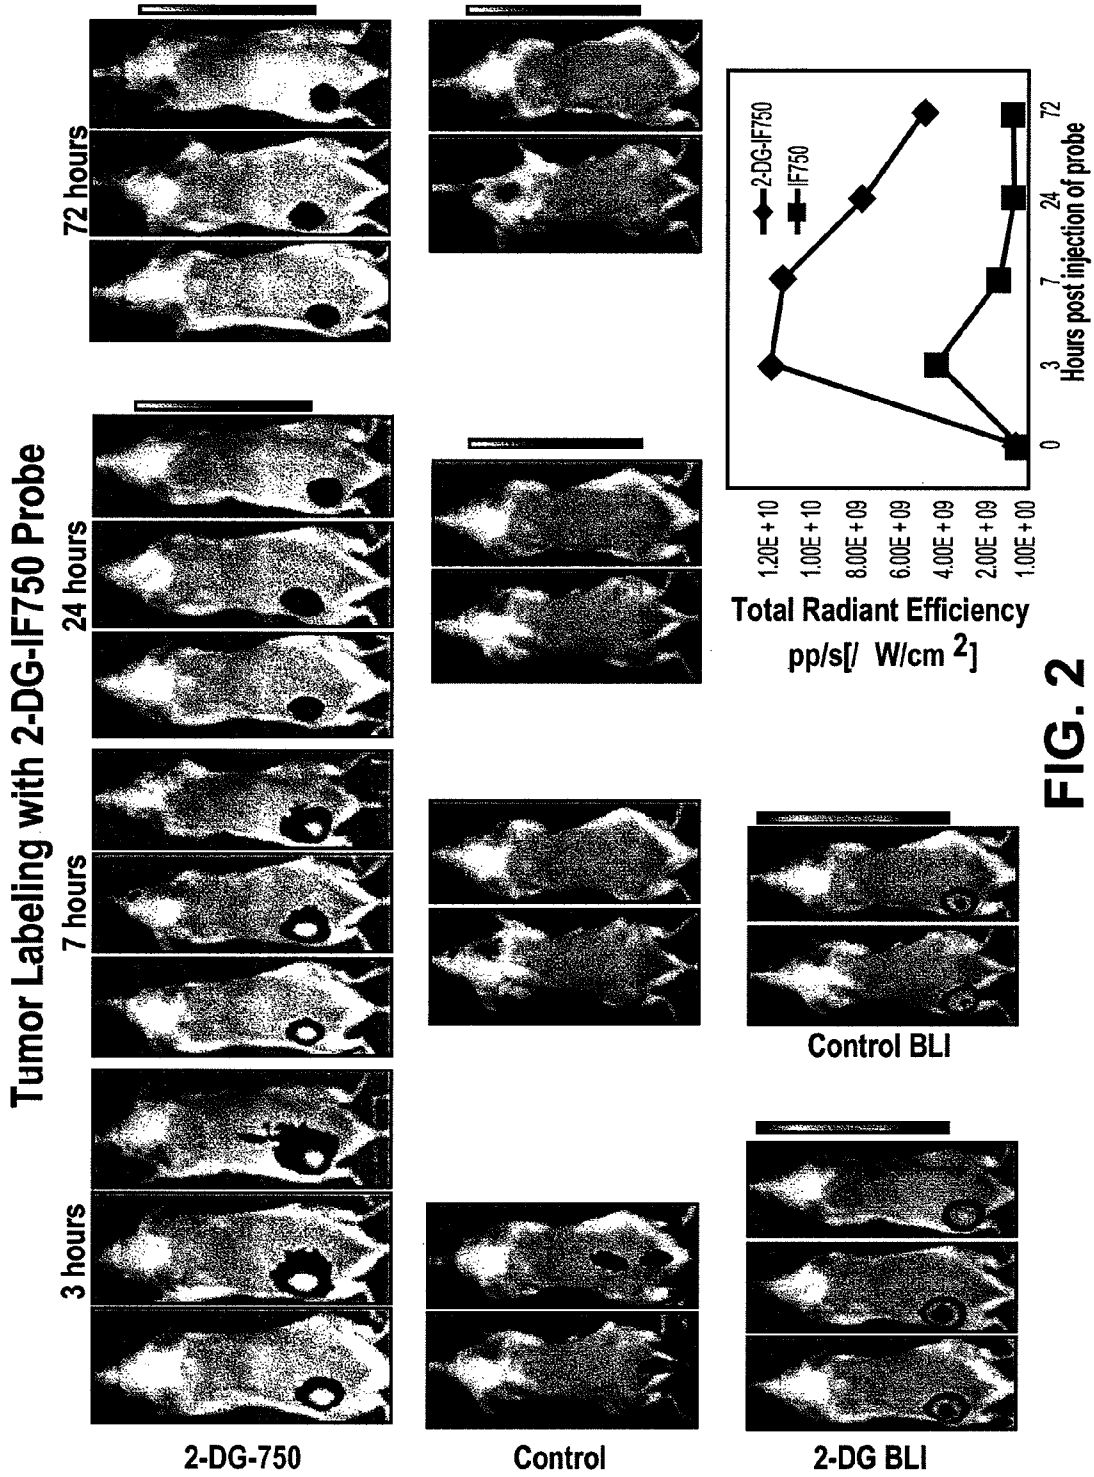 Tumor Labeling with 2-DG-IF750 Probe
3 hours
7 hours
24 hours
72 hours
2-DG-750
Control
2-DG BLI
Control BLI
Total Radiant Efficiency
pp/s[/ W/cm 2]
1.20E + 10
1.00E + 10
8.00E + 09
6.00E + 09
4.00E + 09
2.00E + 09
1.00E + 00
2-DG-IF750
IF750
0
3
7
24
72
Hours post injection of probe
FIG. 2